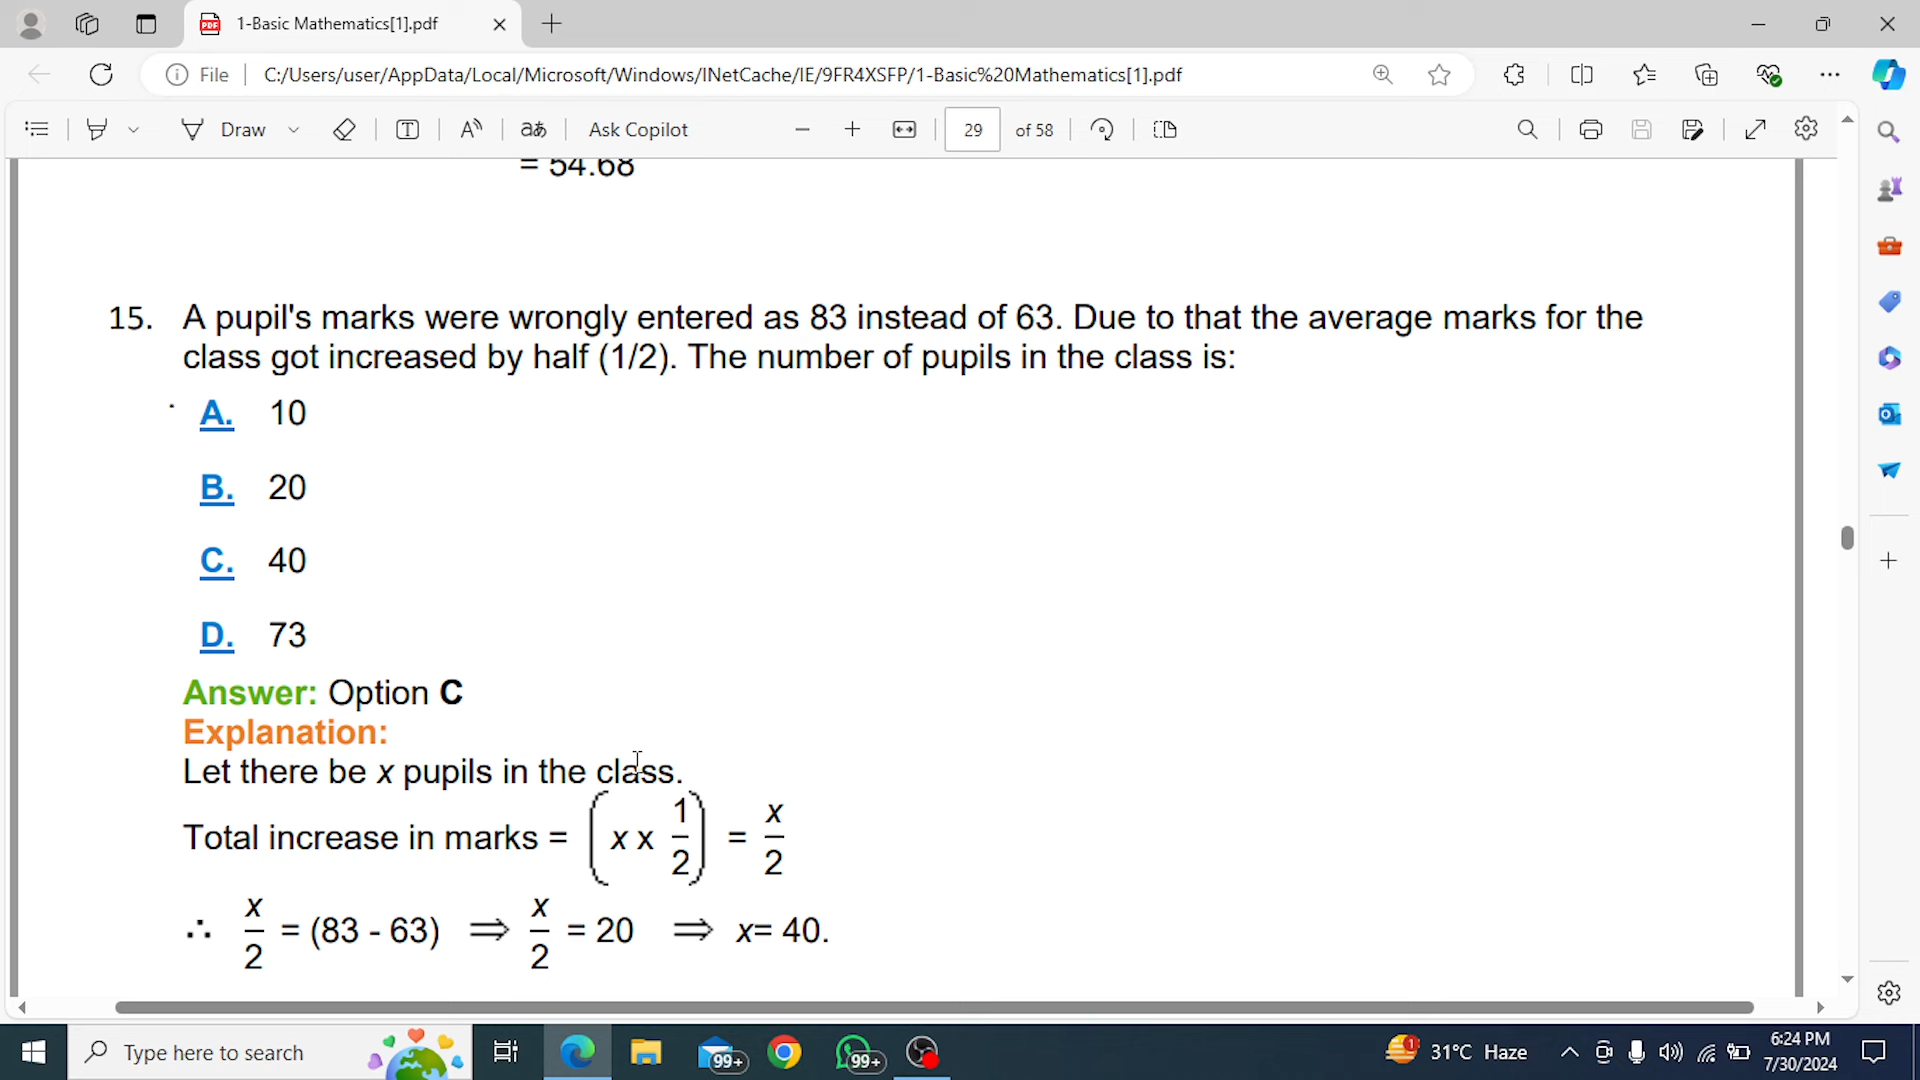 1-Basic Mathematics[1].pdf
File
C:/Users/user/AppData/Local/Microsoft/Windows/INetCache/IE/9FR4XSFP/1-Basic%20Mathematics[1].pdf
Draw
Ask Copilot
29 of 58
= 54.68
15. A pupil's marks were wrongly entered as 83 instead of 63. Due to that the average marks for the
class got increased by half (1/2). The number of pupils in the class is:
A. 10
B. 20
C. 40
D. 73
Answer: Option C
Explanation:
Let there be x pupils in the class.
Total increase in marks = (x x 1/2) = x/2
∴ x/2 = (83 - 63) ⇒ x/2 = 20 ⇒ x= 40.
Type here to search
99+
99+
1
31°C Haze
6:24 PM
7/30/2024